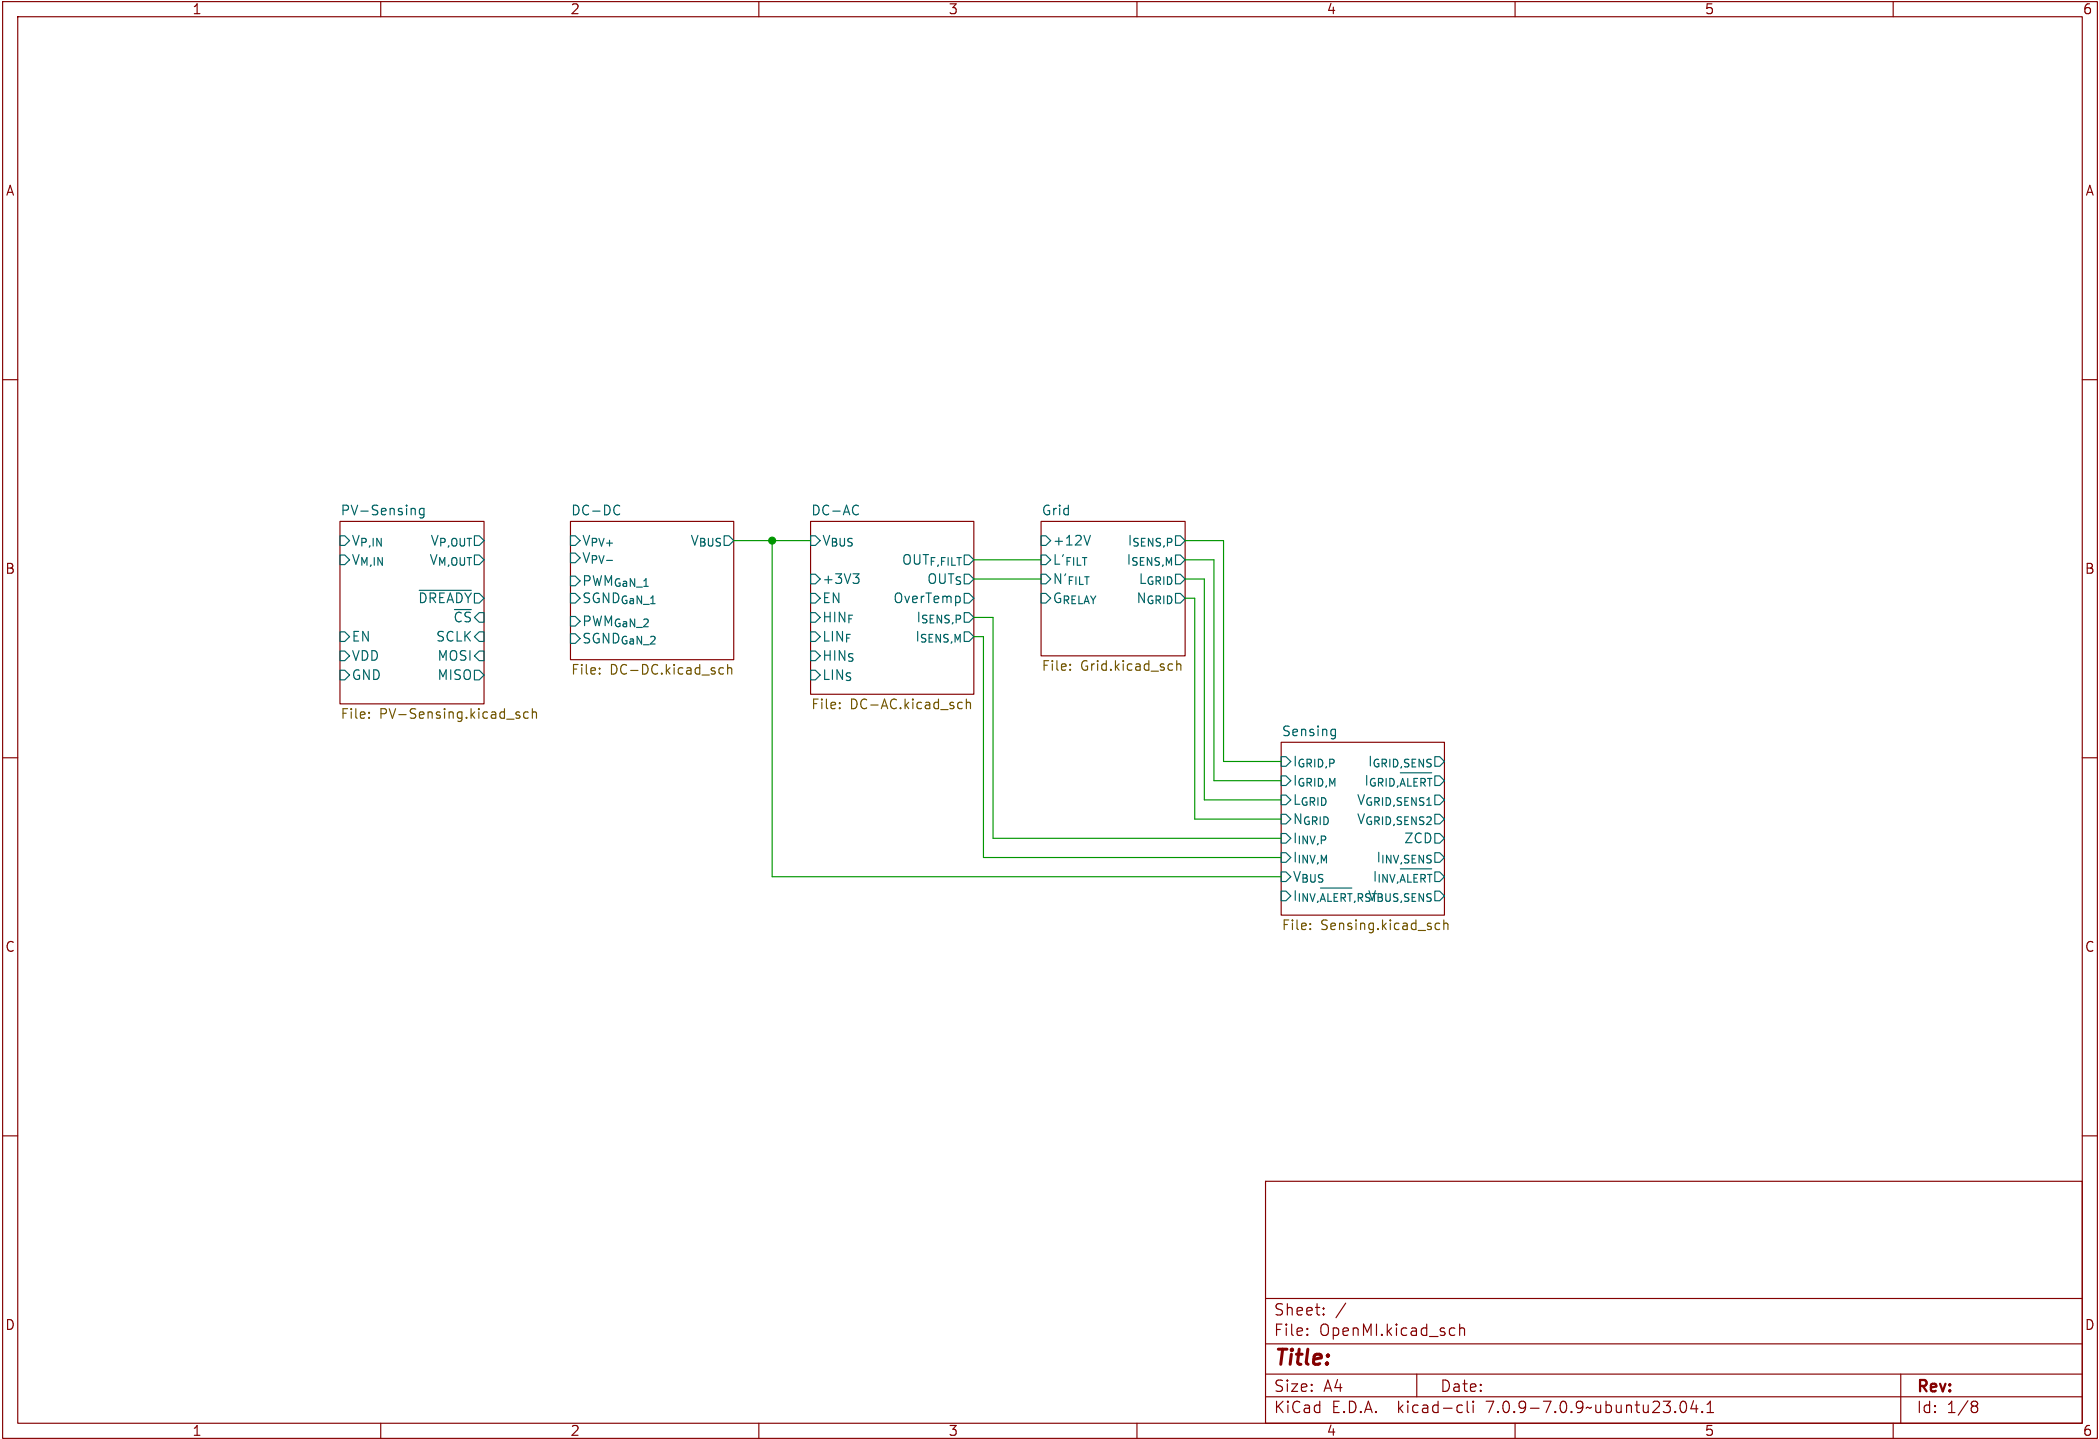 1 2 3 4 5 6
A A
B B
C C
D D
PV-Sensing
VP,IN VP,OUT
VM,IN VM,OUT
DREADY
CS
EN SCLK
VDD MOSI
GND MISO
File: PV-Sensing.kicad_sch
DC-DC
VPV+ VBUS
VPV-
PWMGaN_1
SGNDGaN_1
PWMGaN_2
SGNDGaN_2
File: DC-DC.kicad_sch
DC-AC
VBUS
OUTF,FILT
+3V3 OUTS
EN OverTemp
HINF ISENS,P
LINF ISENS,M
HINS
LINS
File: DC-AC.kicad_sch
Grid
+12V ISENS,P
L'FILT ISENS,M
N'FILT LGRID
GRELAY NGRID
File: Grid.kicad_sch
Sensing
IGRID,P IGRID,SENS
IGRID,M IGRID,ALERT
LGRID VGRID,SENS1
NGRID VGRID,SENS2
IINV,P ZCD
IINV,M IINV,SENS
VBUS IINV,ALERT
IINV,ALERT,RST VBUS,SENS
File: Sensing.kicad_sch
Sheet: /
File: OpenMI.kicad_sch
Title:
Size: A4 Date: Rev:
KiCad E.D.A. kicad-cli 7.0.9-7.0.9~ubuntu23.04.1 Id: 1/8
1 2 3 4 5 6